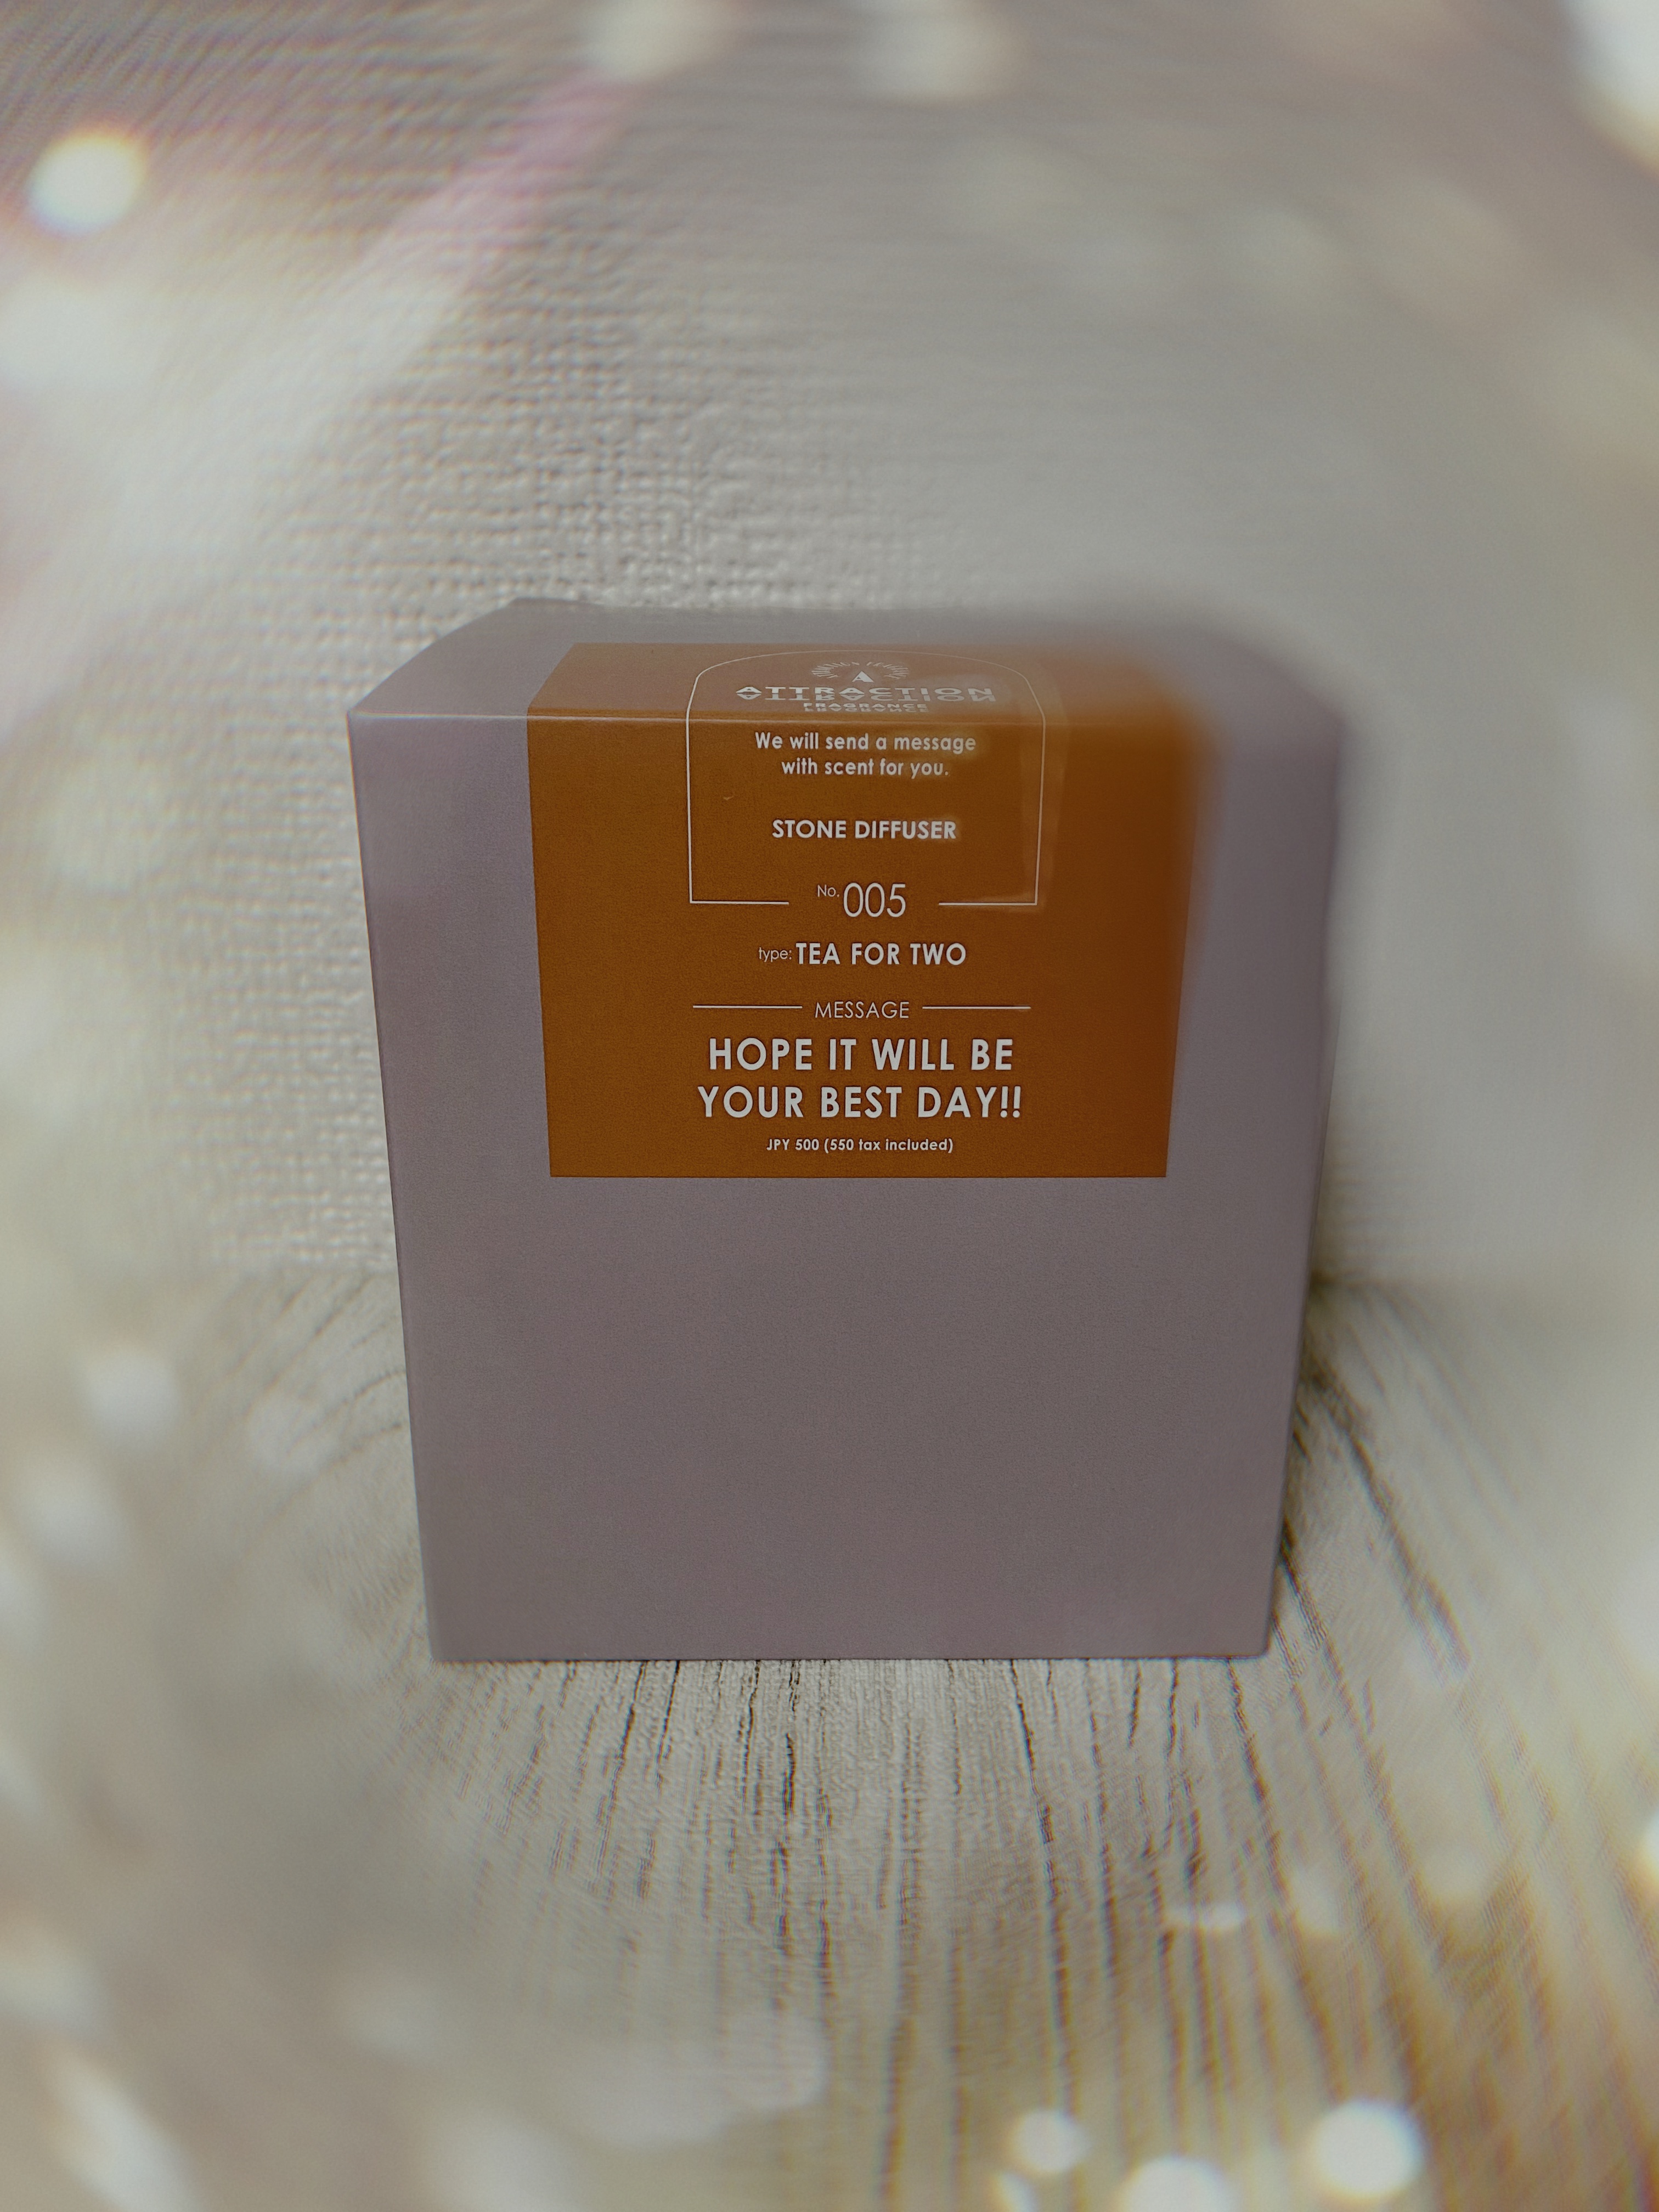 A
ATTRACTION
FRAGRANCE
We will send a message
with scent for you.
STONE DIFFUSER
No. 005
type: TEA FOR TWO
MESSAGE
HOPE IT WILL BE
YOUR BEST DAY!!
JPY 500 (550 tax included)